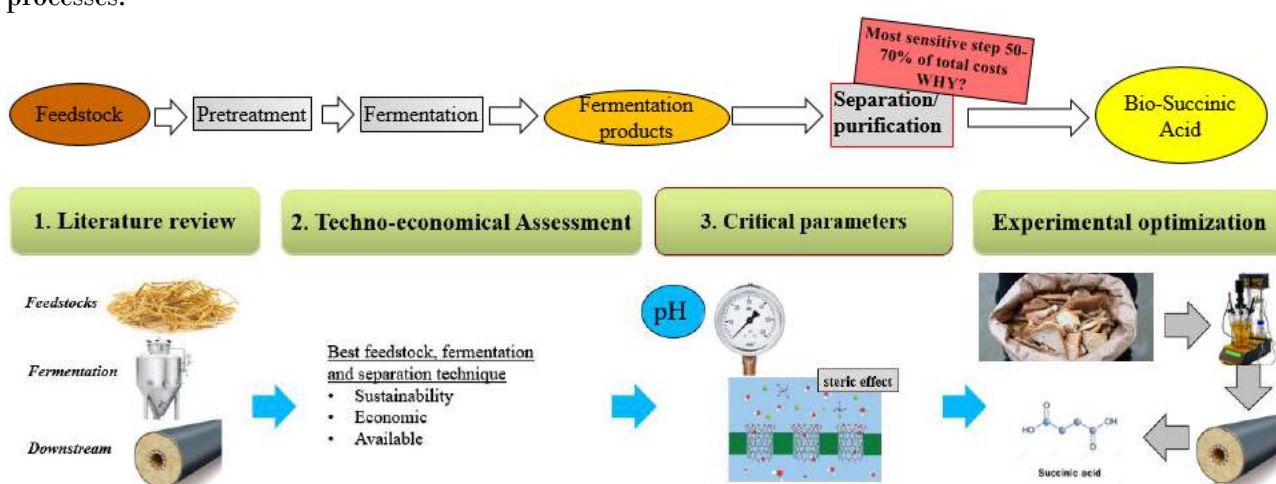 processes.
Most sensitive step 50-
70% of total costs
WHY?
Feedstock
Pretreatment
Fermentation
Fermentation
products
Separation/
purification
Bio-Succinic
Acid
1. Literature review
2. Techno-economical Assessment
3. Critical parameters
Experimental optimization
Feedstocks
Fermentation
Downstream
Best feedstock, fermentation
and separation technique
• Sustainability
• Economic
• Available
pH
steric effect
HO
O
O
OH
Succinic acid